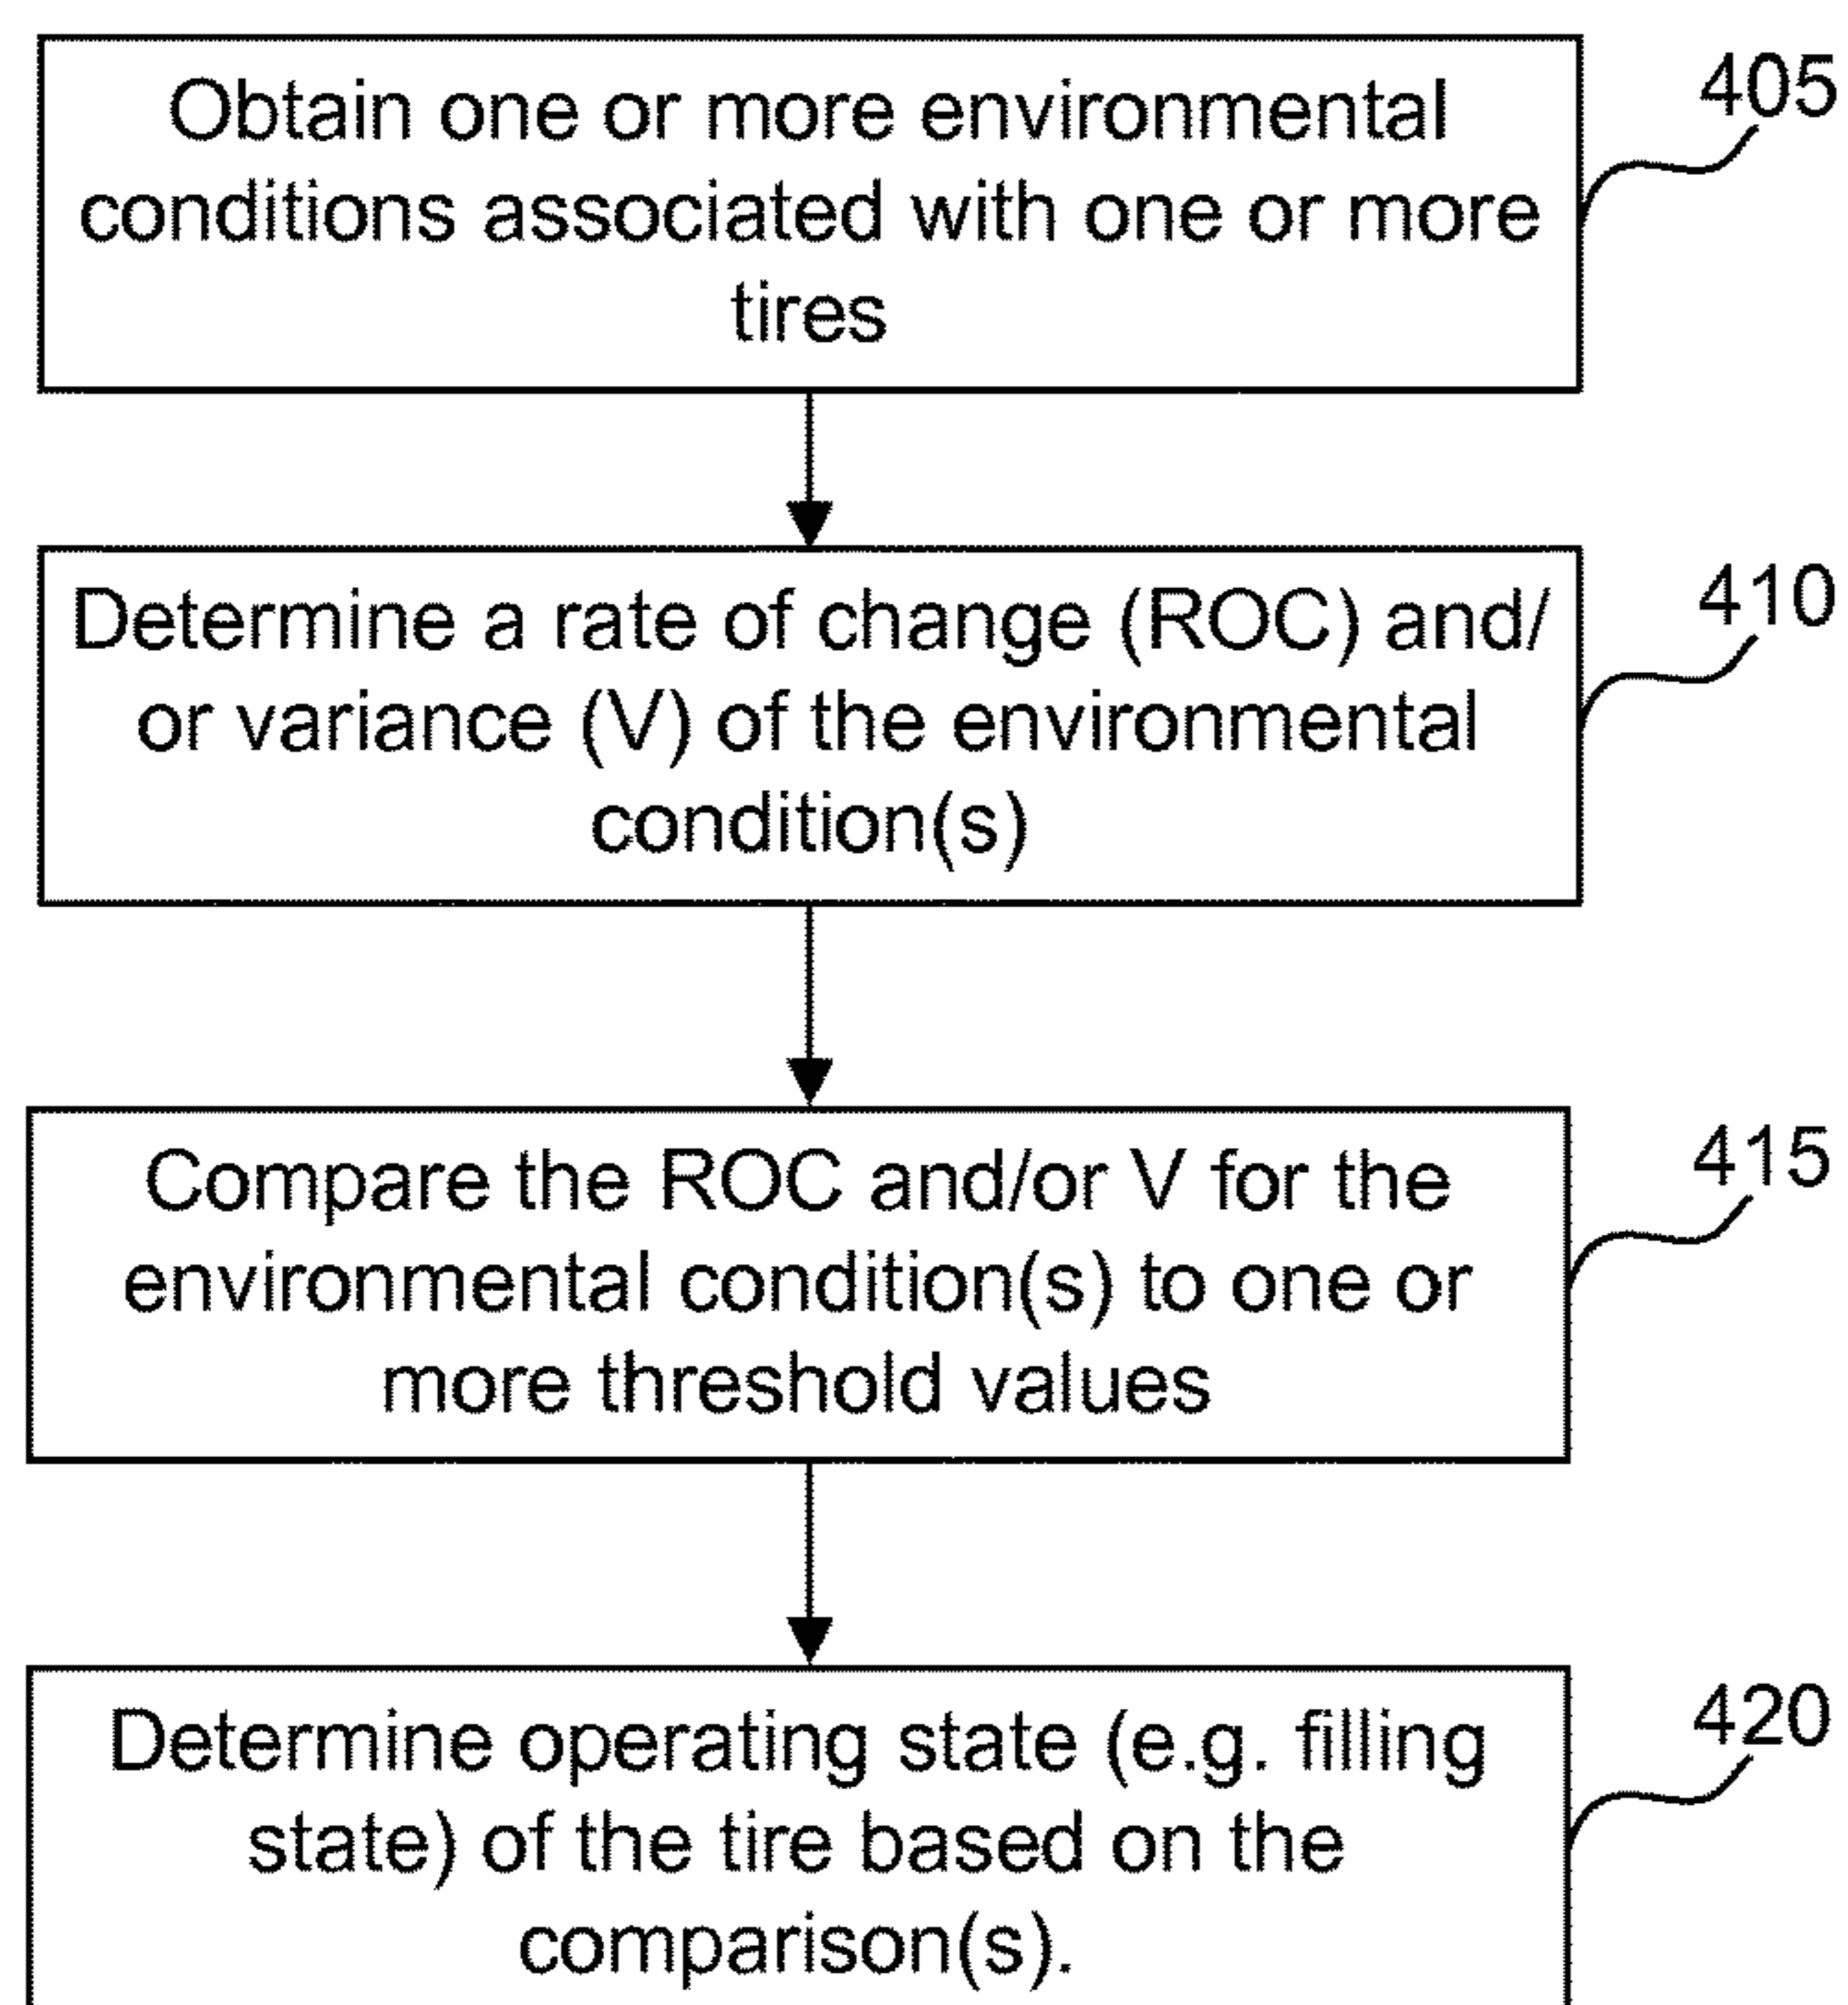 Obtain one or more environmental
conditions associated with one or more
tires
405
Determine a rate of change (ROC) and/
or variance (V) of the environmental
condition(s)
410
Compare the ROC and/or V for the
environmental condition(s) to one or
more threshold values
415
Determine operating state (e.g. filling
state) of the tire based on the
comparison(s).
420